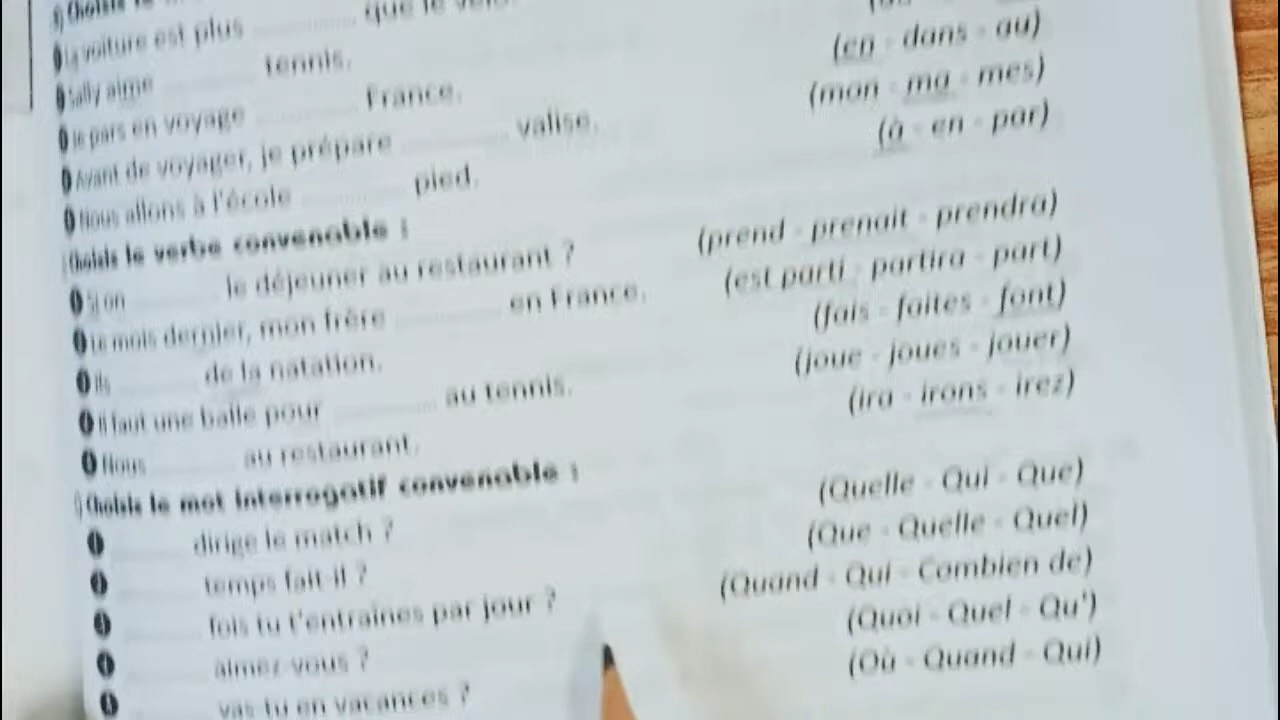 Choisis le
La voiture est plus ............ que le vélo.
Sally aime ............ tennis. (en - dans - au)
Je pars en voyage ............ France. (mon - ma - mes)
Avant de voyager, je prépare ............ valise. (à - en - par)
Nous allons à l'école ............ pied.
Choisis le verbe convenable :
Si on ............ le déjeuner au restaurant ? (prend - prenait - prendra)
Le mois dernier, mon frère ............ en France. (est parti - partira - part)
Ils ............ de la natation. (fais - faites - font)
Il faut une balle pour ............ au tennis. (joue - joues - jouer)
Nous ............ au restaurant. (ira - irons - irez)
Choisis le mot interrogatif convenable :
............ dirige le match ? (Quelle - Qui - Que)
............ temps fait-il ? (Que - Quelle - Quel)
............ fois tu t'entraînes par jour ? (Quand - Qui - Combien de)
............ aimez-vous ? (Quoi - Quel - Qu')
............ vas-tu en vacances ? (Où - Quand - Qui)